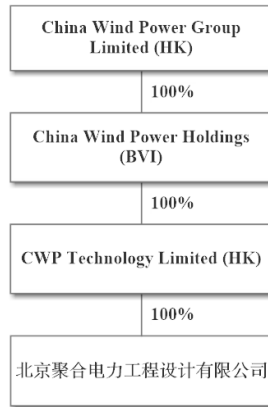 China Wind Power Group
Limited (HK)
100%
China Wind Power Holdings
(BVI)
100%
CWP Technology Limited (HK)
100%
北京聚合电力工程设计有限公司